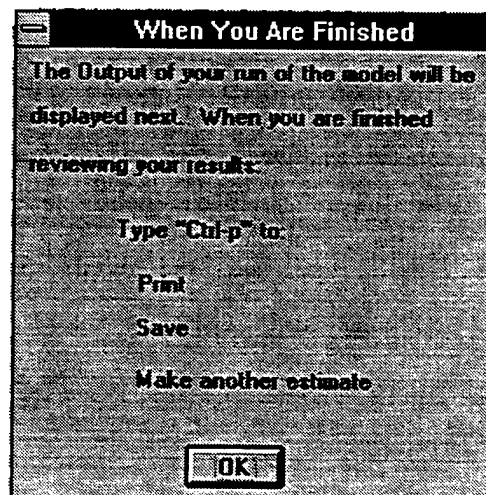 When You Are Finished
The Output of your run of the model will be
displayed next. When you are finished
reviewing your results:
Type "Ctrl-p" to:
Print
Save
Make another estimate
OK